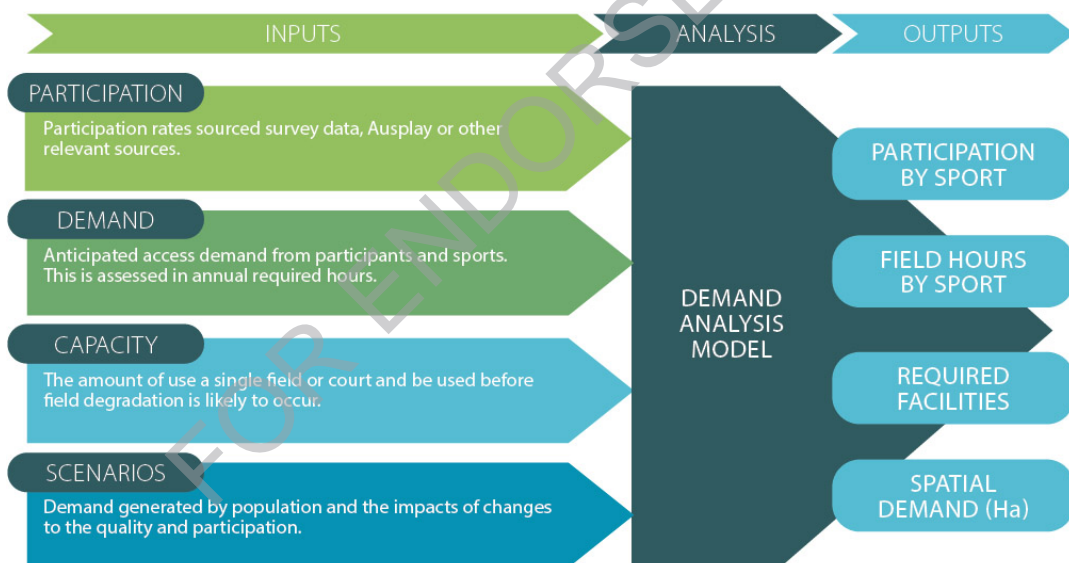 INPUTS
ANALYSIS
OUTPUTS
PARTICIPATION
Participation rates sourced survey data, Ausplay or other
relevant sources.
DEMAND
Anticipated access demand from participants and sports.
This is assessed in annual required hours.
CAPACITY
The amount of use a single field or court and be used before
field degradation is likely to occur.
SCENARIOS
Demand generated by population and the impacts of changes
to the quality and participation.
DEMAND
ANALYSIS
MODEL
PARTICIPATION
BY SPORT
FIELD HOURS
BY SPORT
REQUIRED
FACILITIES
SPATIAL
DEMAND (Ha)
FOR ENDORSE